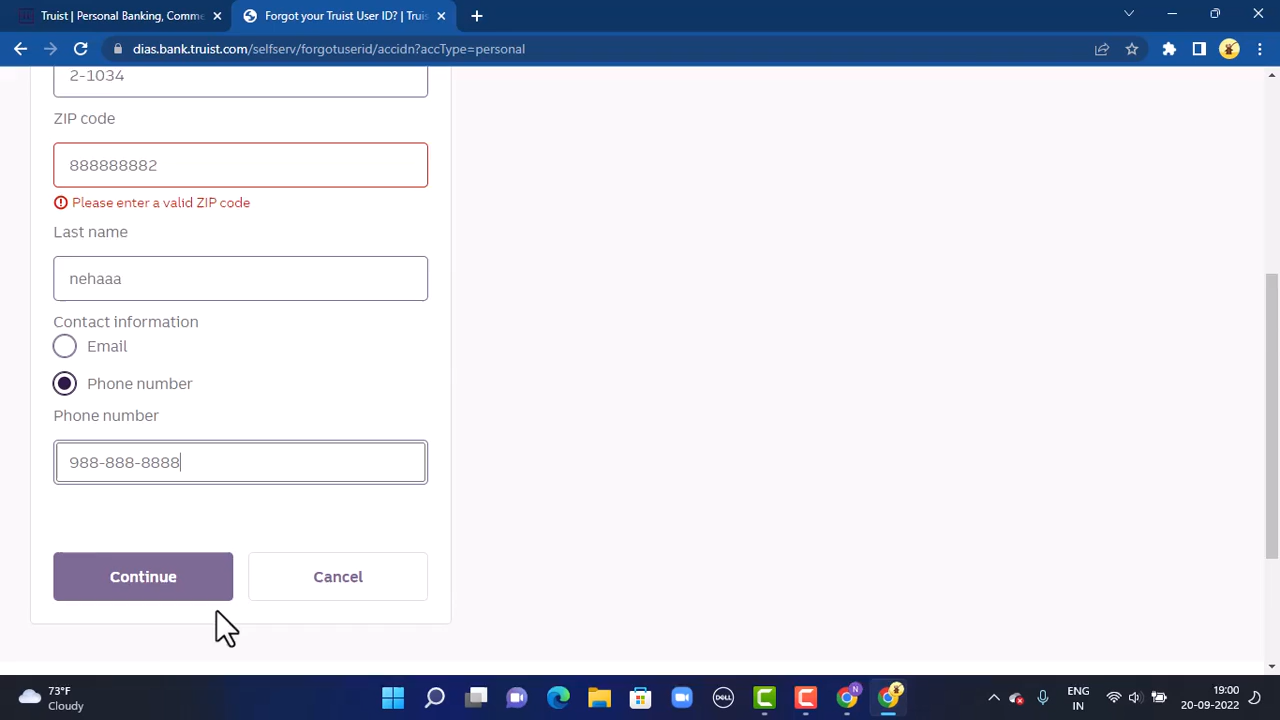 Truist | Personal Banking, Comme
Forgot your Truist User ID? | Truis
dias.bank.truist.com/selfserv/forgotuserid/accidn?accType=personal
2-1034
ZIP code
888888882
Please enter a valid ZIP code
Last name
nehaaa
Contact information
Email
Phone number
Phone number
988-888-8888
Continue
Cancel
73°F
Cloudy
DELL
N
ENG
IN
19:00
20-09-2022